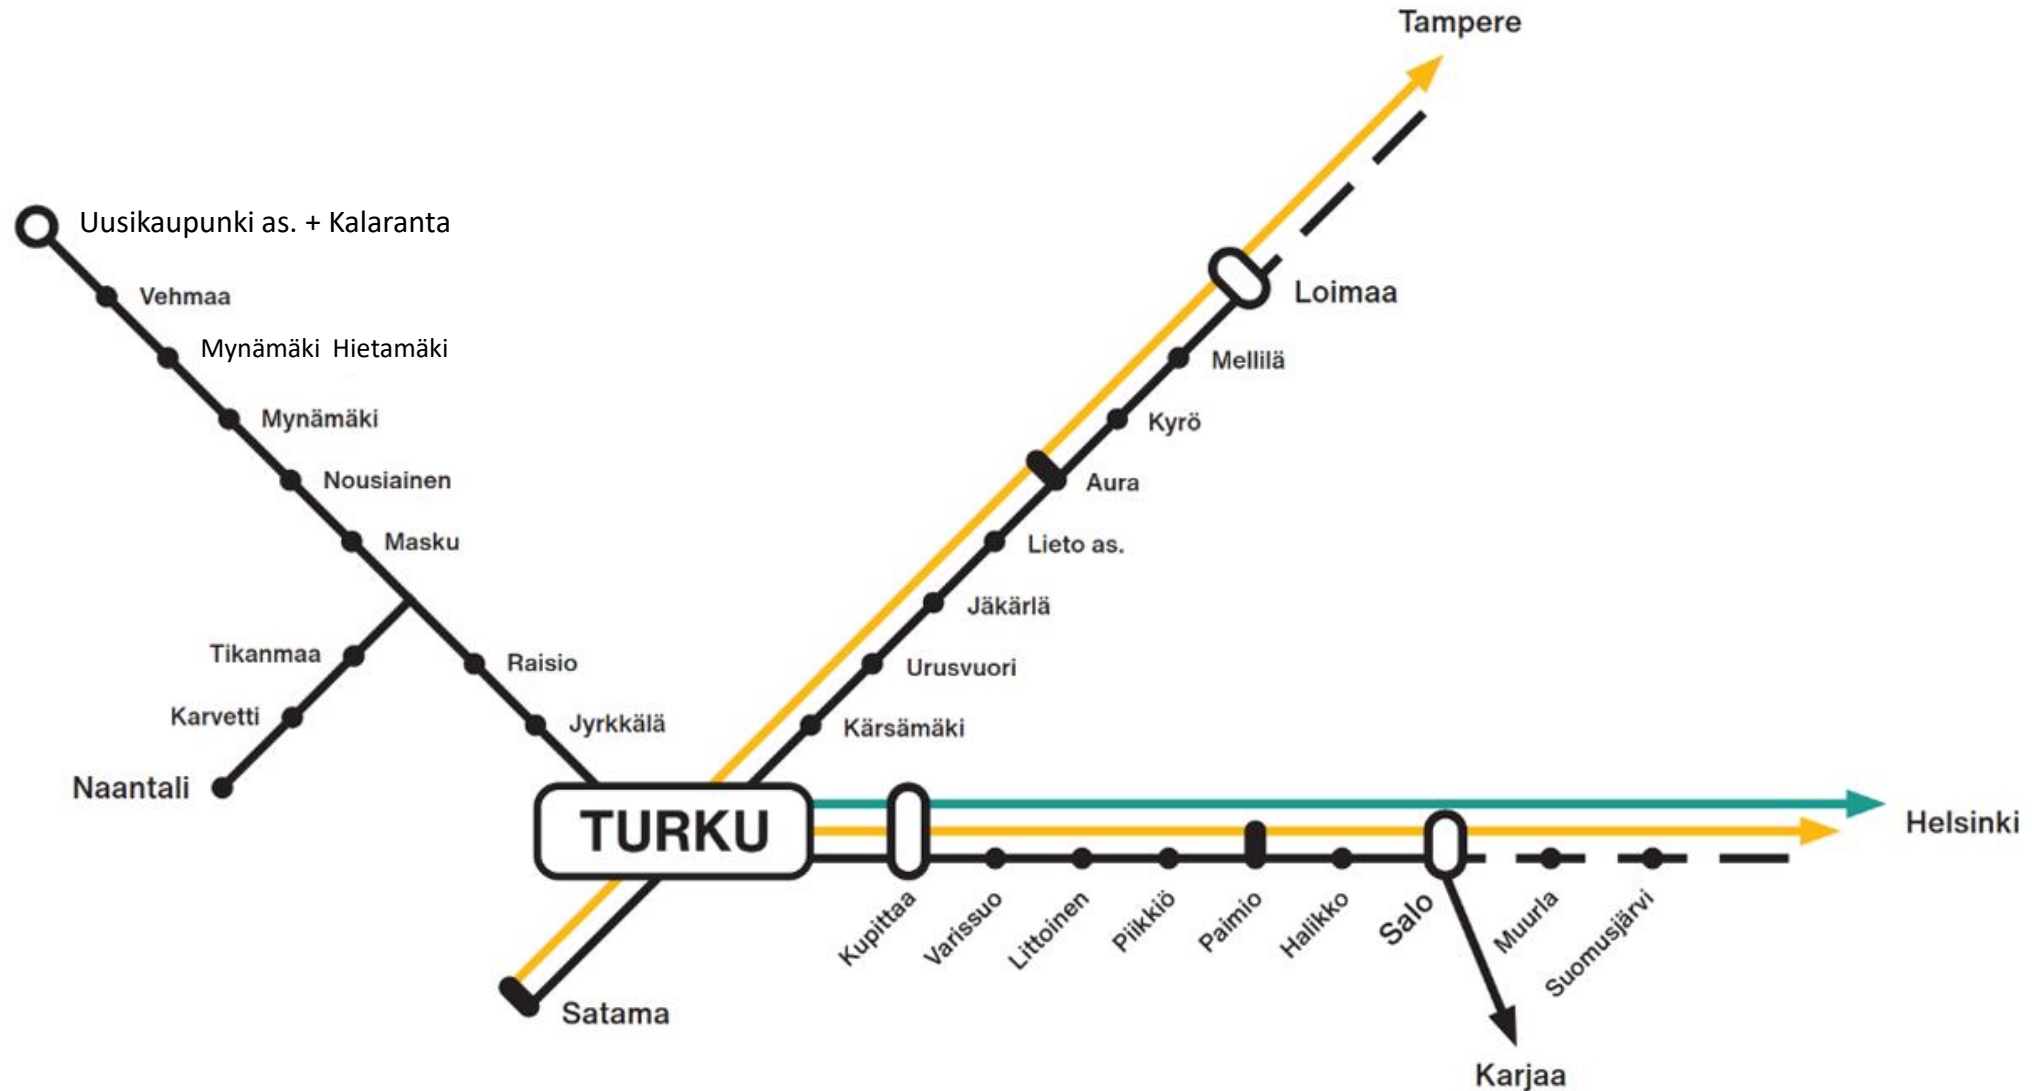 Tampere
Uusikaupunki as. + Kalaranta
Vehmaa
Mynämäki Hietamäki
Mynämäki
Nousiainen
Masku
Tikanmaa
Karvetti
Naantali
Raisio
Jyrkkälä
Loimaa
Mellilä
Kyrö
Aura
Lieto as.
Jäkärlä
Urusvuori
Kärsämäki
TURKU
Helsinki
Kupittaa
Varissuo
Littoinen
Piikkiö
Paimio
Halikko
Salo
Muurla
Suomusjärvi
Satama
Karjaa